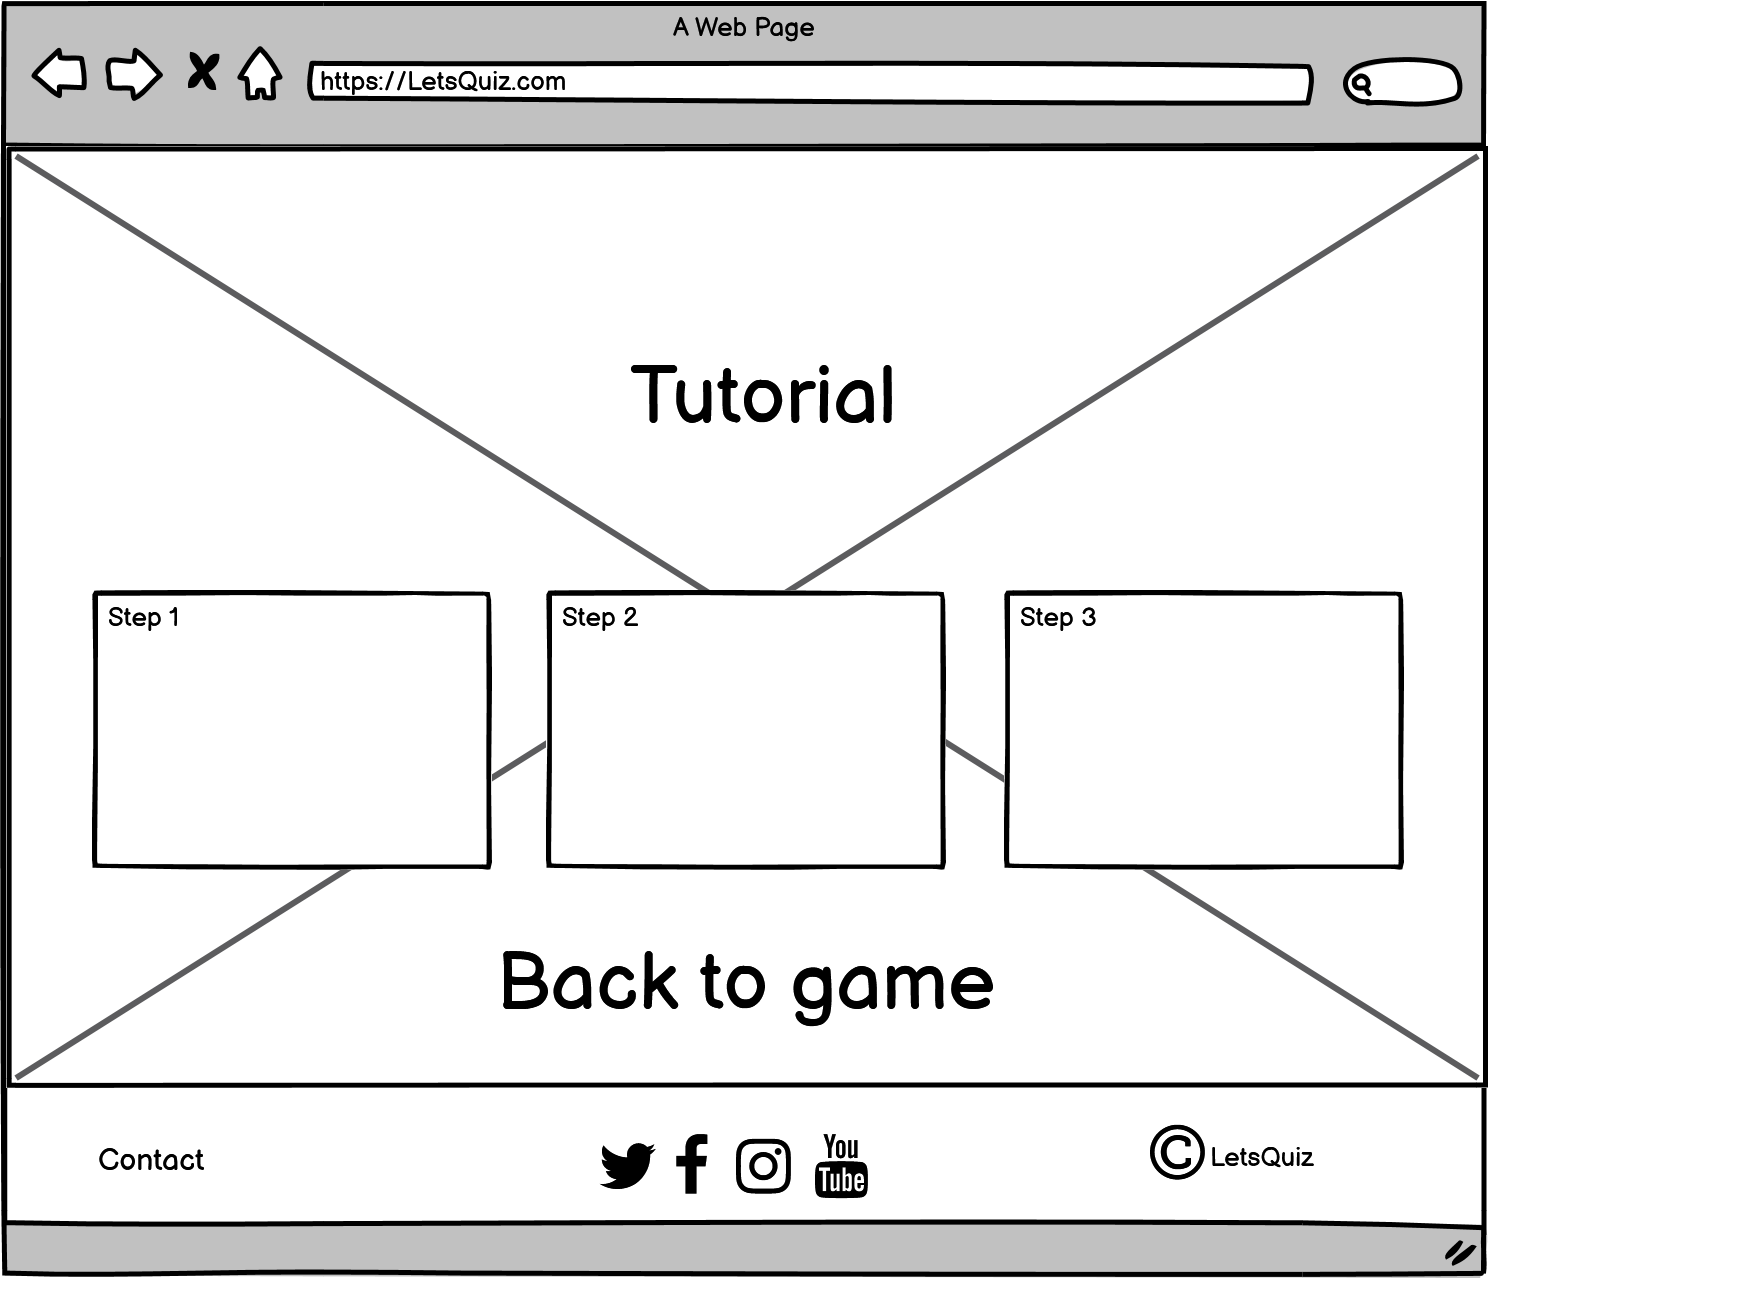 A Web Page
https://LetsQuiz.com
Tutorial
Step 1
Step 2
Step 3
Back to game
Contact
You
Tube
© LetsQuiz